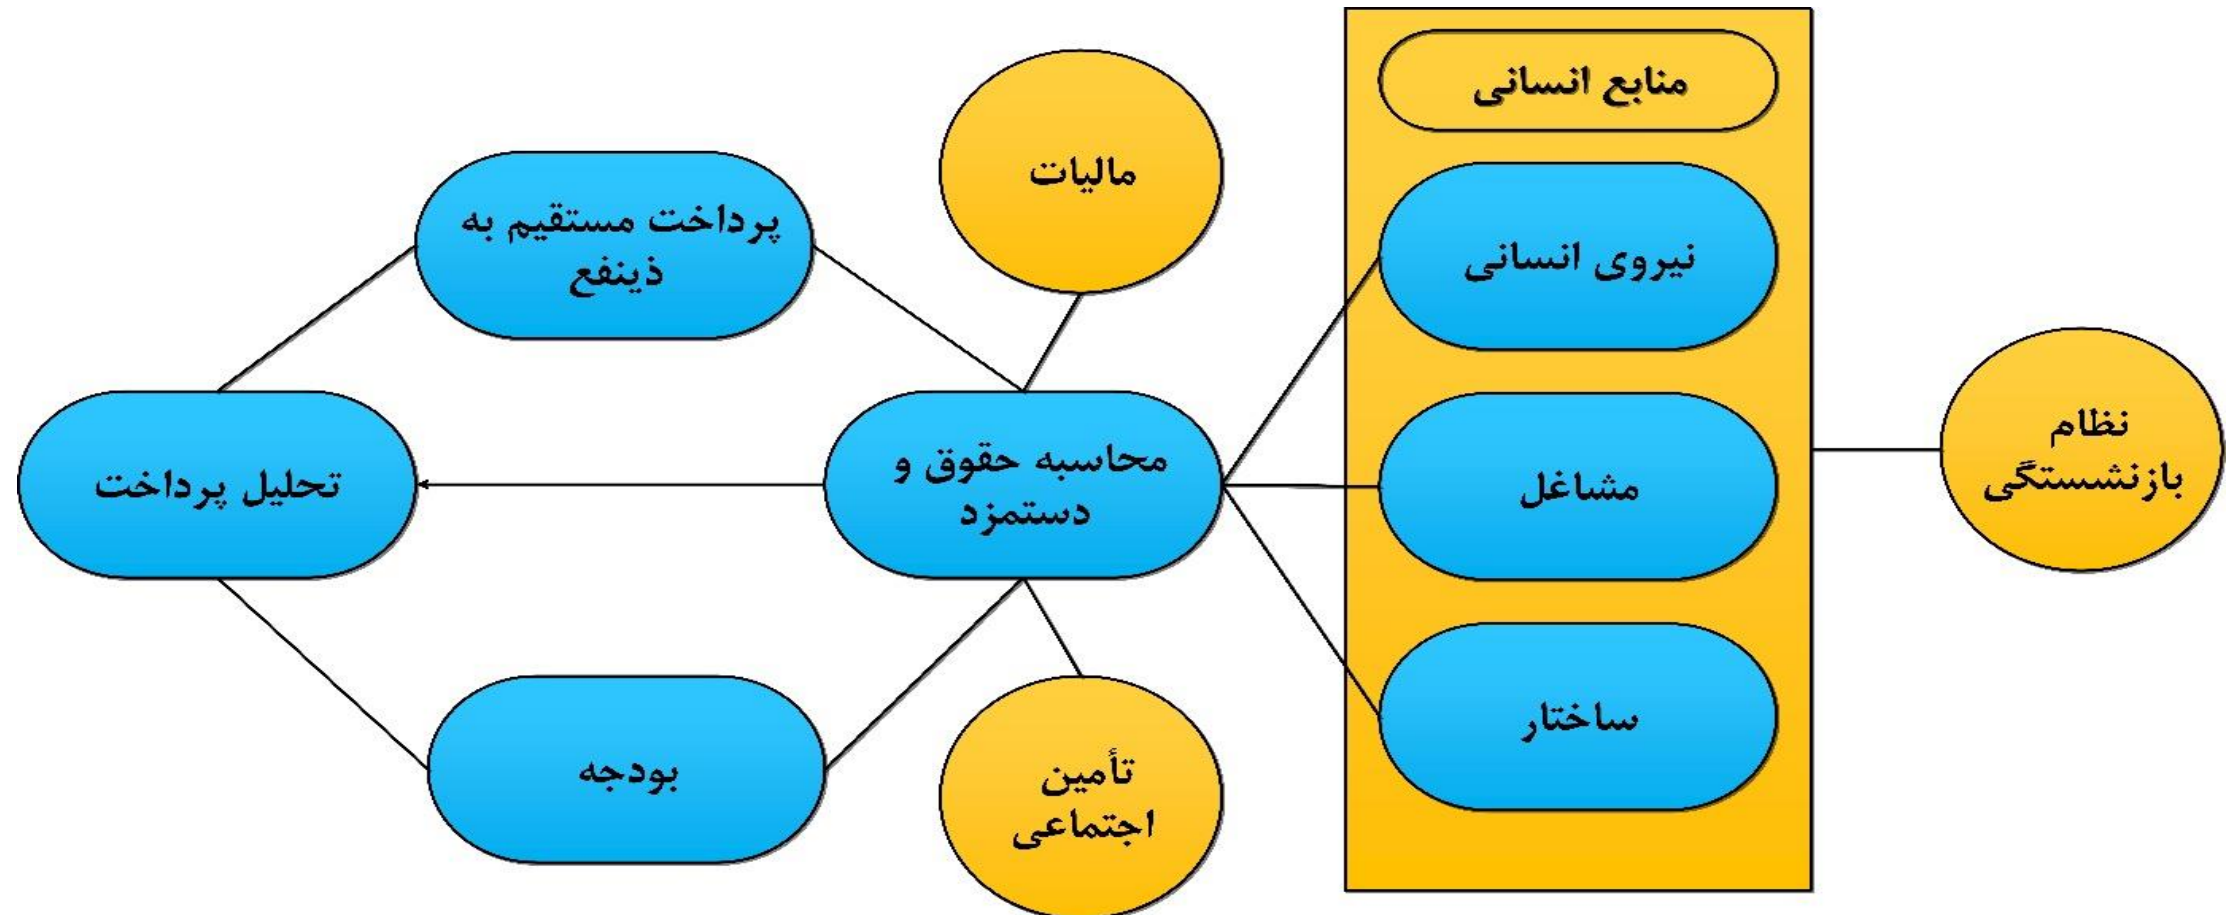 منابع انسانی
نیروی انسانی
مشاغل
ساختار
نظام
بازنشستگی
مالیات
محاسبه حقوق و
دستمزد
تأمین
اجتماعی
پرداخت مستقیم به
ذینفع
بودجه
تحلیل پرداخت